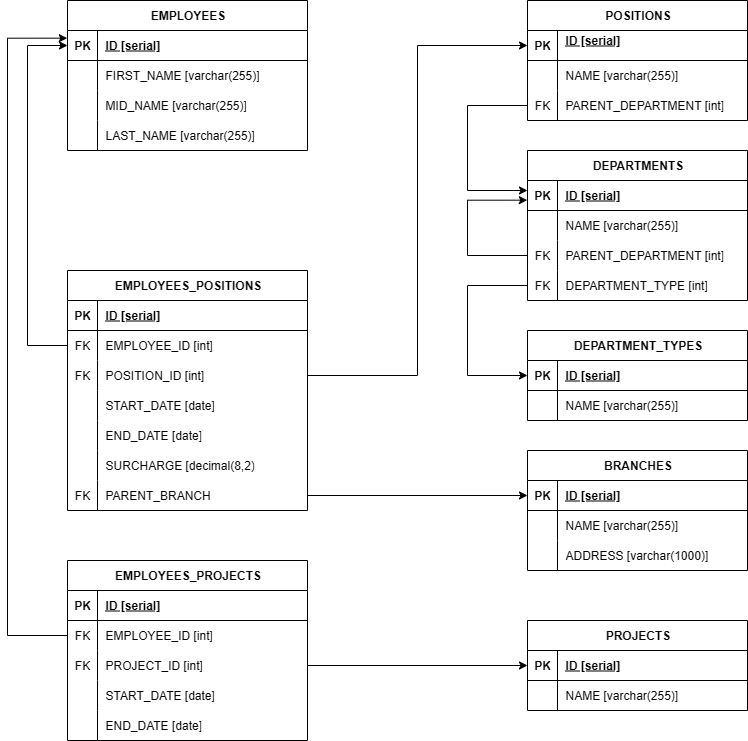 EMPLOYEES
PK ID [serial]
FIRST_NAME [varchar(255)]
MID_NAME [varchar(255)]
LAST_NAME [varchar(255)]
EMPLOYEES_POSITIONS
PK ID [serial]
FK EMPLOYEE_ID [int]
FK POSITION_ID [int]
START_DATE [date]
END_DATE [date]
SURCHARGE [decimal(8,2)
FK PARENT_BRANCH
EMPLOYEES_PROJECTS
PK ID [serial]
FK EMPLOYEE_ID [int]
FK PROJECT_ID [int]
START_DATE [date]
END_DATE [date]
POSITIONS
PK ID [serial]
NAME [varchar(255)]
FK PARENT_DEPARTMENT [int]
DEPARTMENTS
PK ID [serial]
NAME [varchar(255)]
FK PARENT_DEPARTMENT [int]
FK DEPARTMENT_TYPE [int]
DEPARTMENT_TYPES
PK ID [serial]
NAME [varchar(255)]
BRANCHES
PK ID [serial]
NAME [varchar(255)]
ADDRESS [varchar(1000)]
PROJECTS
PK ID [serial]
NAME [varchar(255)]